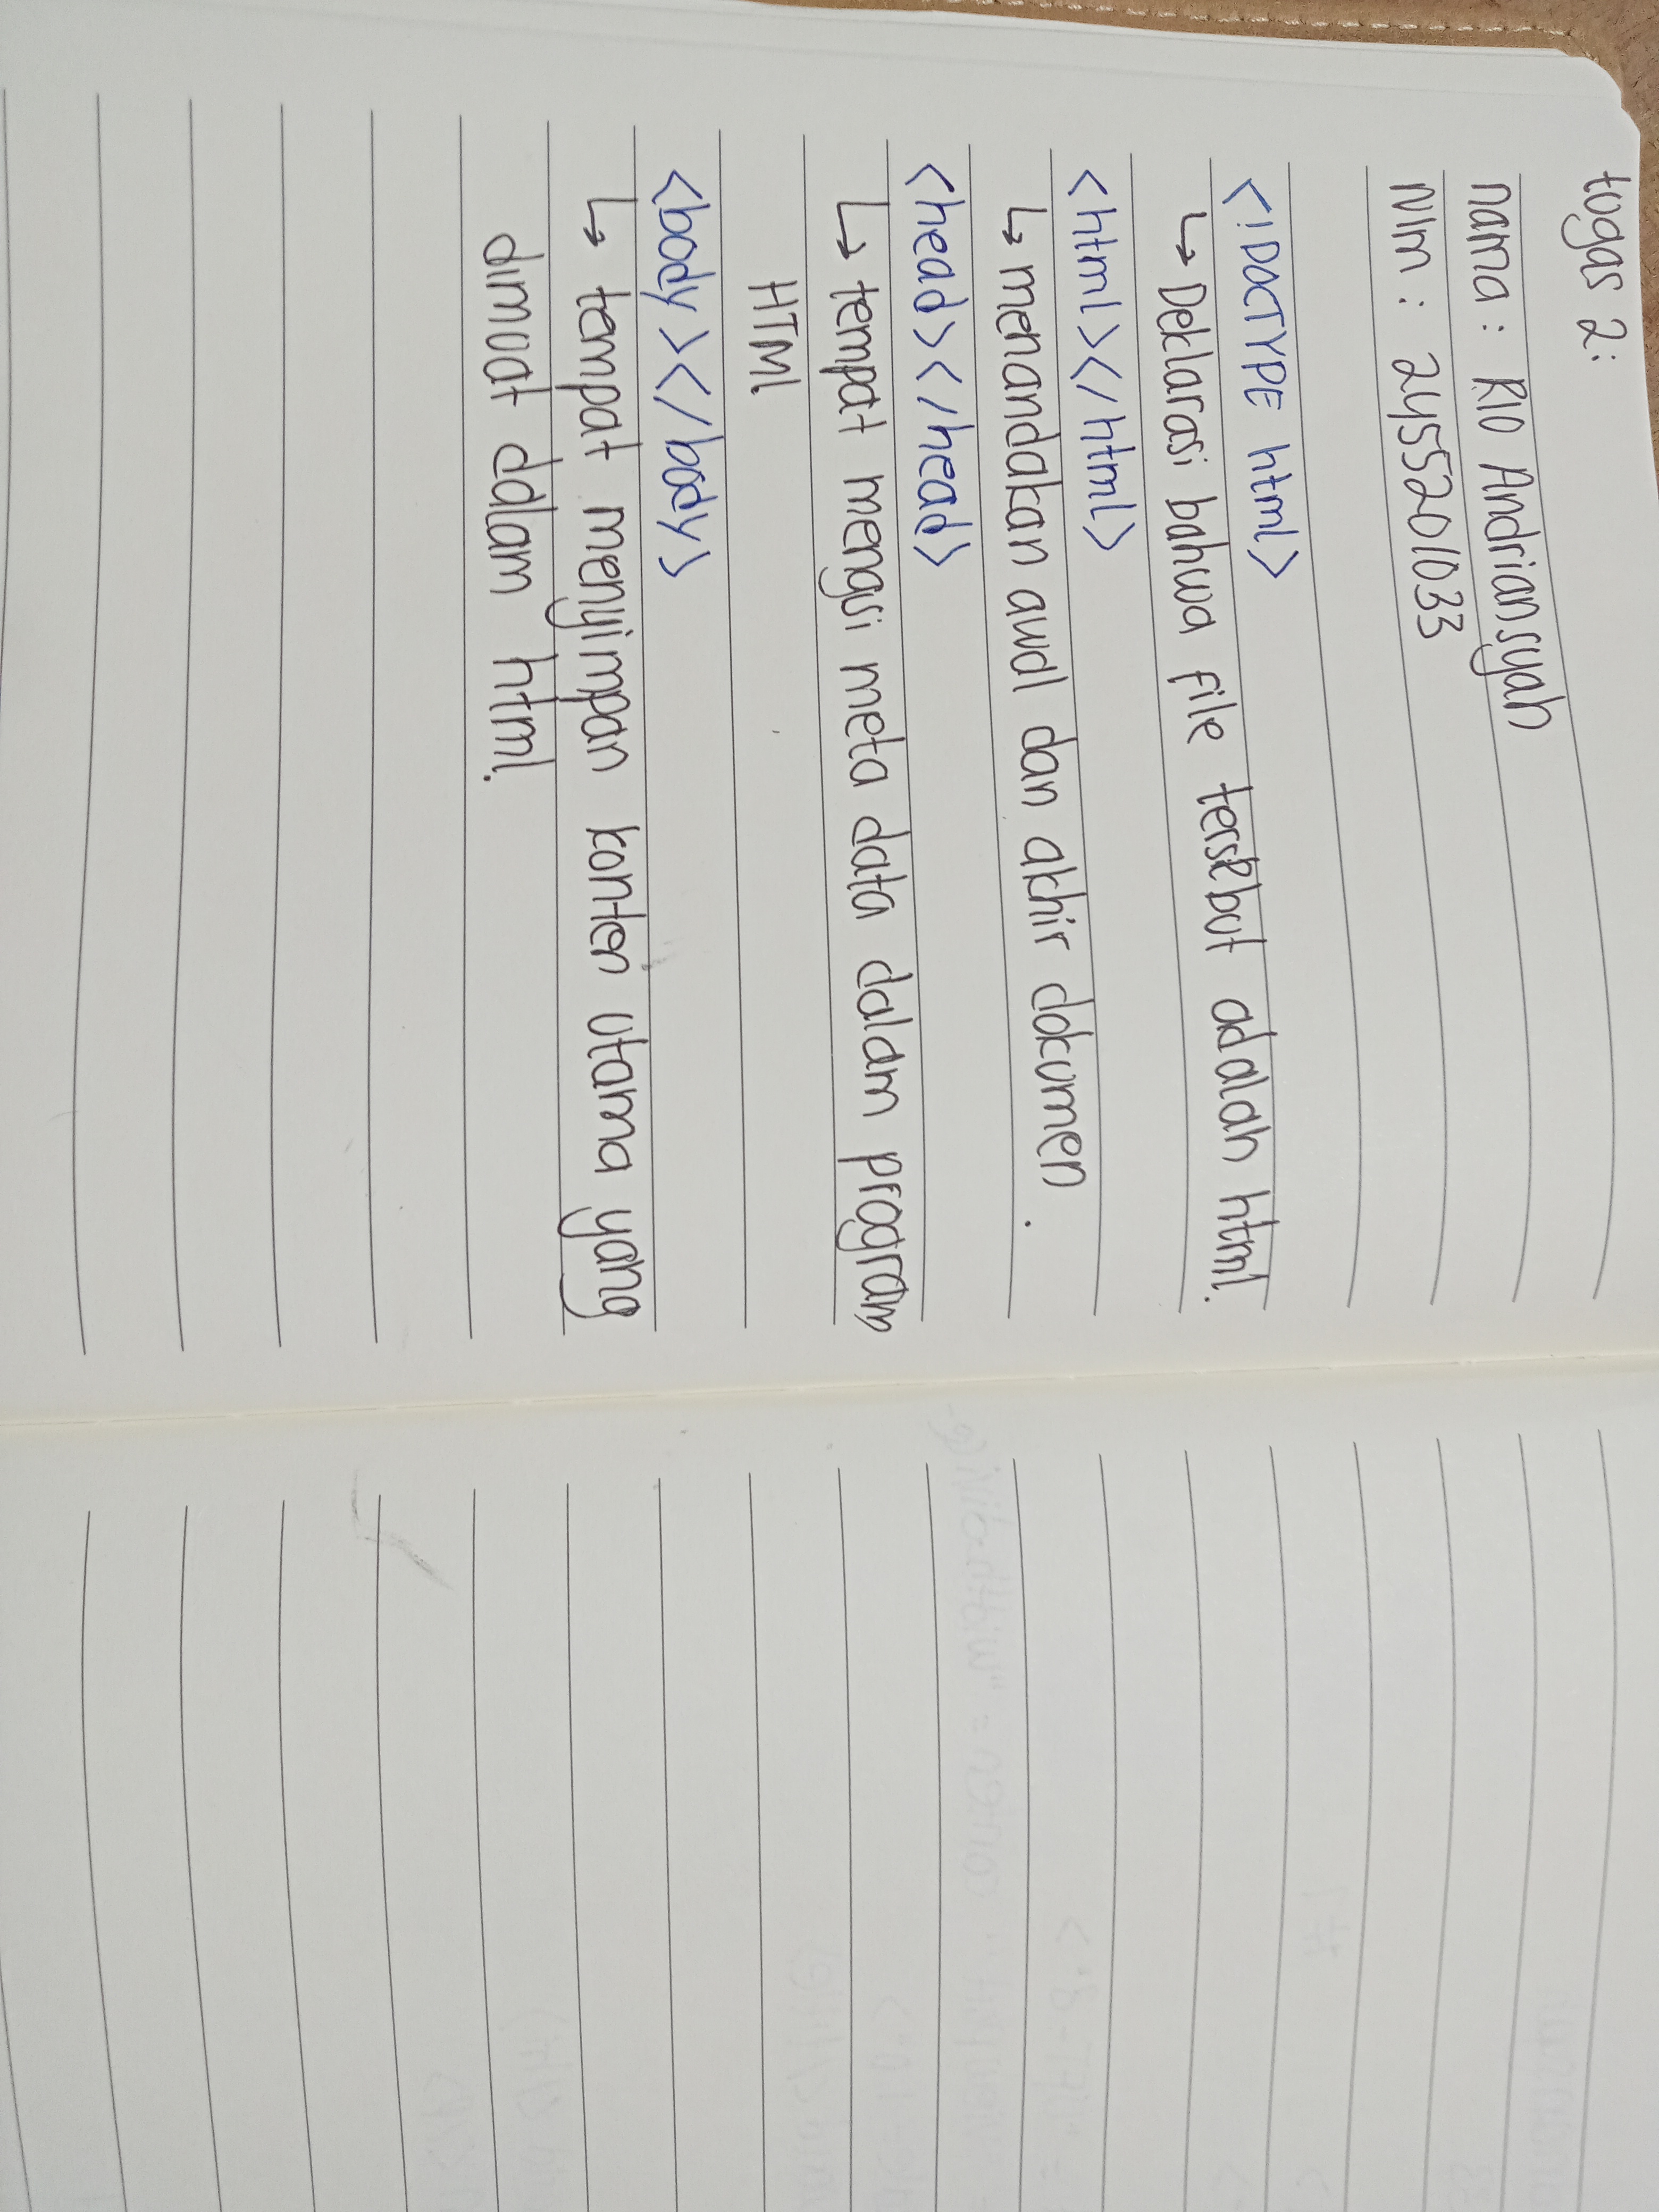 tugas 2:
nama : RIO Andriansyah
NIM : 2455201033
<!DOCTYPE html>
↳ Deklarasi bahwa file tersebut adalah html.
<html></html>
↳ menandakan awal dan akhir dokumen.
<head></head>
↳ tempat mengsi meta data dalam program
HTML
<body></body>
↳ tempat menyimpan konten utama yang
dimuat ddlam html.